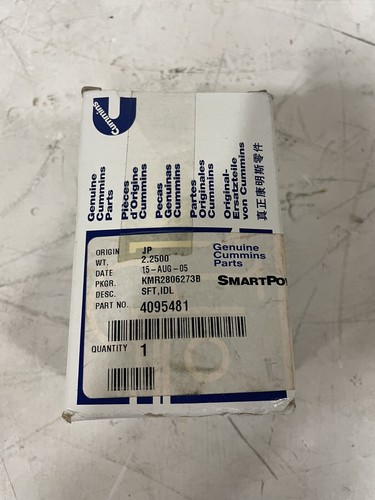 Cummins
Genuine
Cummins
Parts
Pièces
d'Origine
Cummins
Pecas
Genuinas
Cummins
Partes
Originales
Cummins
Original-
Ersatzteile
von Cummins
真正康明斯零件
ORIGIN JP
WT. 2.2500
DATE 15-AUG-05
PKGR. KMR2806273B
DESC. SFT,IDL
PART NO. 4095481
QUANTITY 1
Genuine
Cummins
Parts